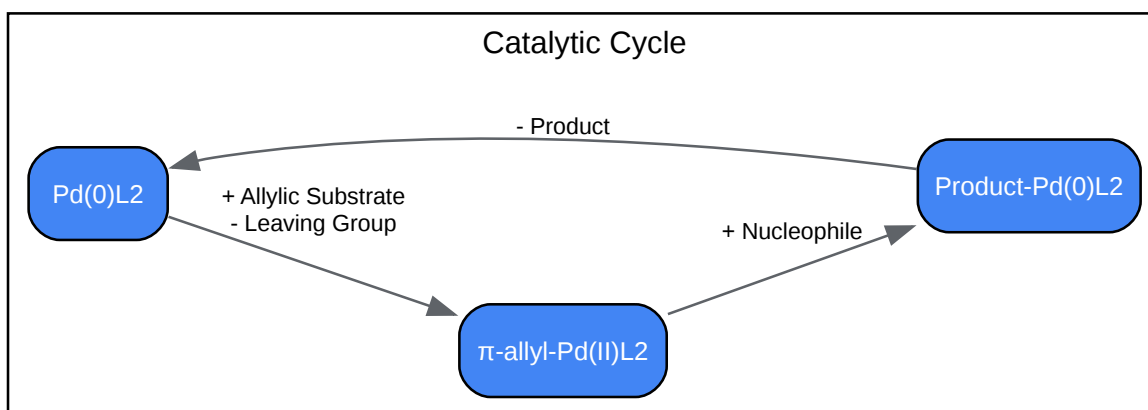 Catalytic Cycle
- Product
Pd(0)L2
+ Allylic Substrate
- Leaving Group
Product-Pd(0)L2
+ Nucleophile
π-allyl-Pd(II)L2